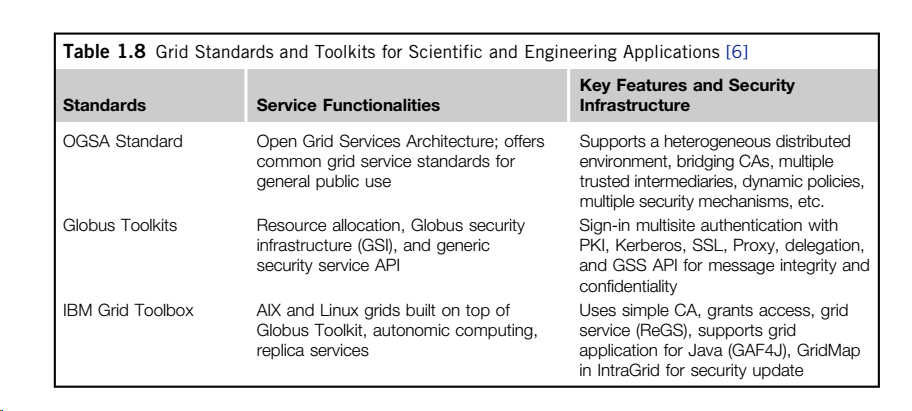 Table 1.8 Grid Standards and Toolkits for Scientific and Engineering Applications [6]
Standards
Service Functionalities
Key Features and Security
Infrastructure
OGSA Standard
Open Grid Services Architecture; offers
common grid service standards for
general public use
Supports a heterogeneous distributed
environment, bridging CAs, multiple
trusted intermediaries, dynamic policies,
multiple security mechanisms, etc.
Globus Toolkits
Resource allocation, Globus security
infrastructure (GSI), and generic
security service API
Sign-in multisite authentication with
PKI, Kerberos, SSL, Proxy, delegation,
and GSS API for message integrity and
confidentiality
IBM Grid Toolbox
AIX and Linux grids built on top of
Globus Toolkit, autonomic computing,
replica services
Uses simple CA, grants access, grid
service (ReGS), supports grid
application for Java (GAF4J), GridMap
in IntraGrid for security update